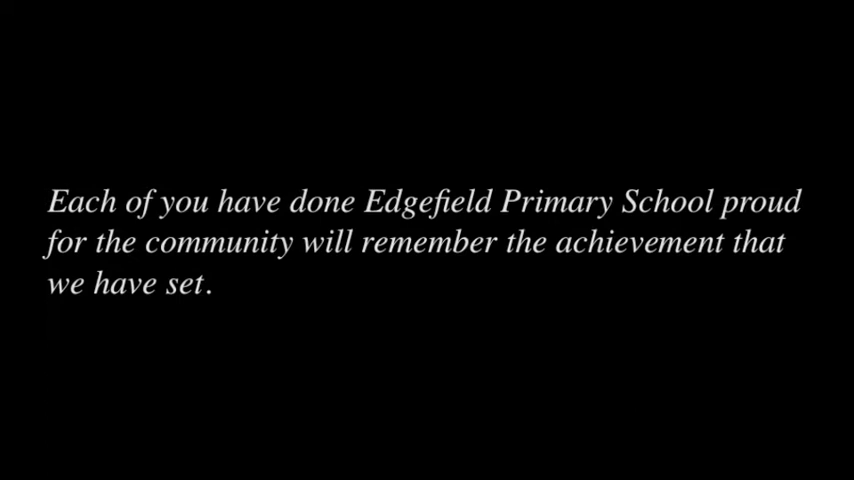 Each of you have done Edgefield Primary School proud
for the community will remember the achievement that
we have set.